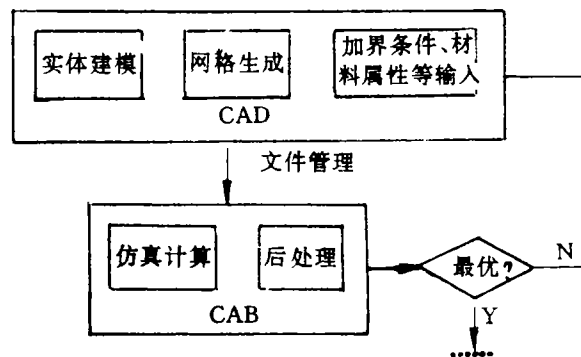 实体建模
网格生成
加界条件、材
料属性等输入
CAD
文件管理
仿真计算
后处理
CAB
最优?
N
Y